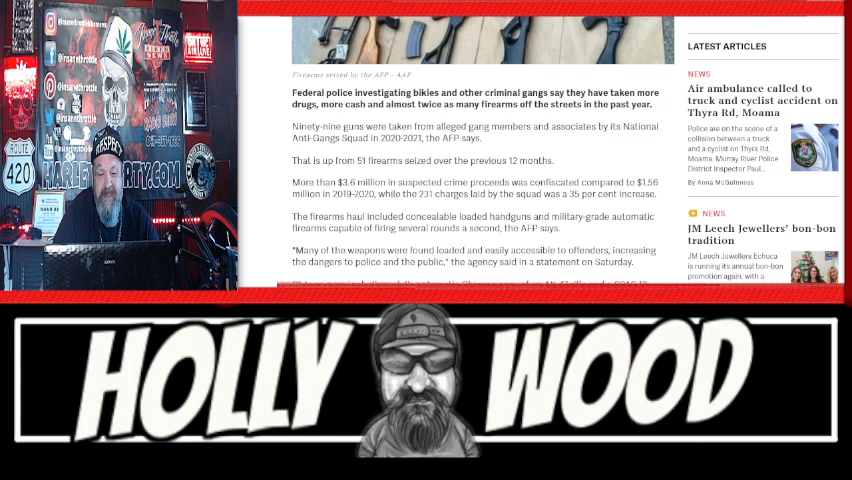 @insanethrottlebikernews
@insanethrottle
ROUTE
420
HARLEY
RTY.COM
RESPECT
BIKER
NEWS
SONY
Firearms seized by the AFP - AAP
Federal police investigating bikies and other criminal gangs say they have taken more
drugs, more cash and almost twice as many firearms off the streets in the past year.
Ninety-nine guns were taken from alleged gang members and associates by its National
Anti-Gangs Squad in 2020-2021, the AFP says.
That is up from 51 firearms seized over the previous 12 months.
More than $3.6 million in suspected crime proceeds was confiscated compared to $1.56
million in 2019-2020, while the 231 charges laid by the squad was a 35 per cent increase.
The firearms haul included concealable loaded handguns and military-grade automatic
firearms capable of firing several rounds a second, the AFP says.
"Many of the weapons were found loaded and easily accessible to offenders, increasing
the dangers to police and the public," the agency said in a statement on Saturday.
LATEST ARTICLES
NEWS
Air ambulance called to
truck and cyclist accident on
Thyra Rd, Moama
Police are on the scene of a
collision between a truck
and a cyclist on Thyra Rd,
Moama. Murray River Police
District Inspector Paul...
By Anna McGuinness
NEWS
JM Leech Jewellers' bon-bon
tradition
JM Leech Jewellers Echuca
is running its annual bon-bon
promotion again, with a
HOLLY WOOD